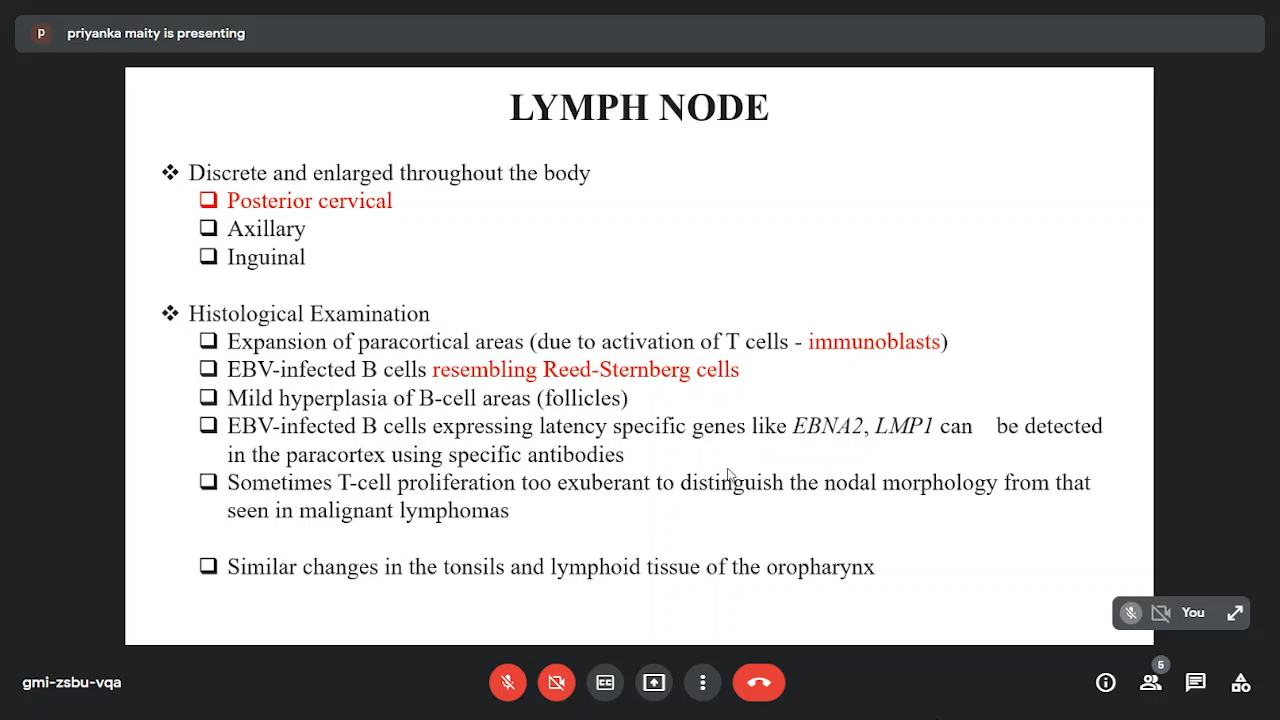 P
priyanka maity is presenting
LYMPH NODE
❖ Discrete and enlarged throughout the body
❑ Posterior cervical
❑ Axillary
❑ Inguinal
❖ Histological Examination
❑ Expansion of paracortical areas (due to activation of T cells - immunoblasts)
❑ EBV-infected B cells resembling Reed-Sternberg cells
❑ Mild hyperplasia of B-cell areas (follicles)
❑ EBV-infected B cells expressing latency specific genes like EBNA2, LMP1 can be detected
in the paracortex using specific antibodies
❑ Sometimes T-cell proliferation too exuberant to distinguish the nodal morphology from that
seen in malignant lymphomas
❑ Similar changes in the tonsils and lymphoid tissue of the oropharynx
You
gmi-zsbu-vqa
CC
5